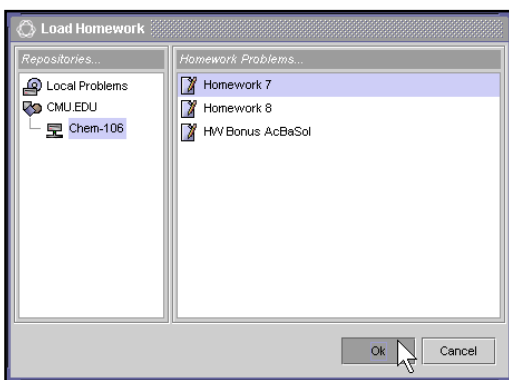 Load Homework
Repositories...
Local Problems
CMU.EDU
Chem-106
Homework Problems...
Homework 7
Homework 8
HW Bonus AcBaSol
Ok
Cancel